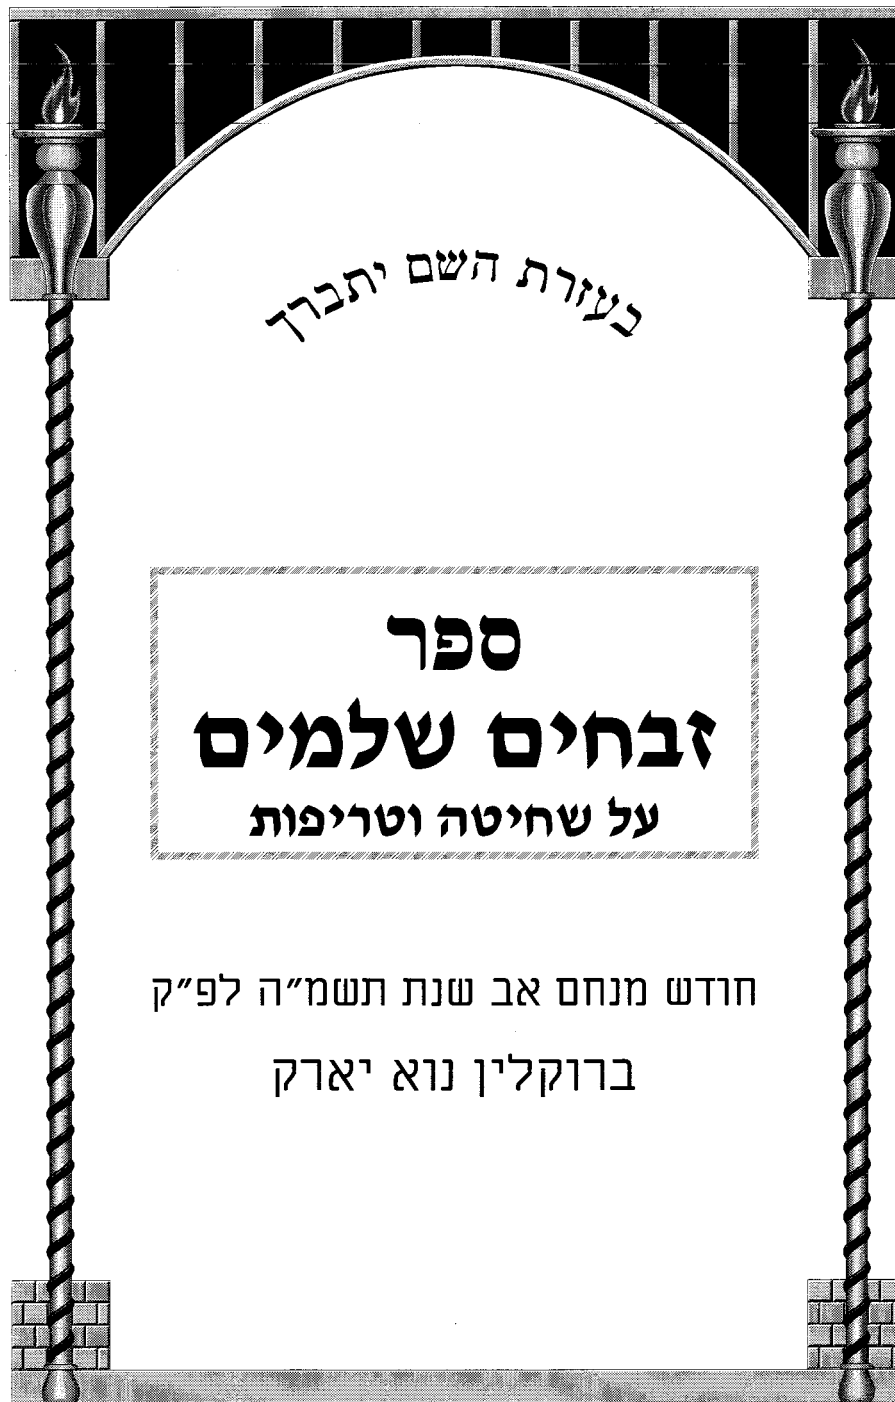 בעזרת השם יתברך
ספר
זבחים שלמים
על שחיטה וטריפות
חודש מנחם אב שנת תשמ״ה לפ״ק
ברוקלין נוא יארק